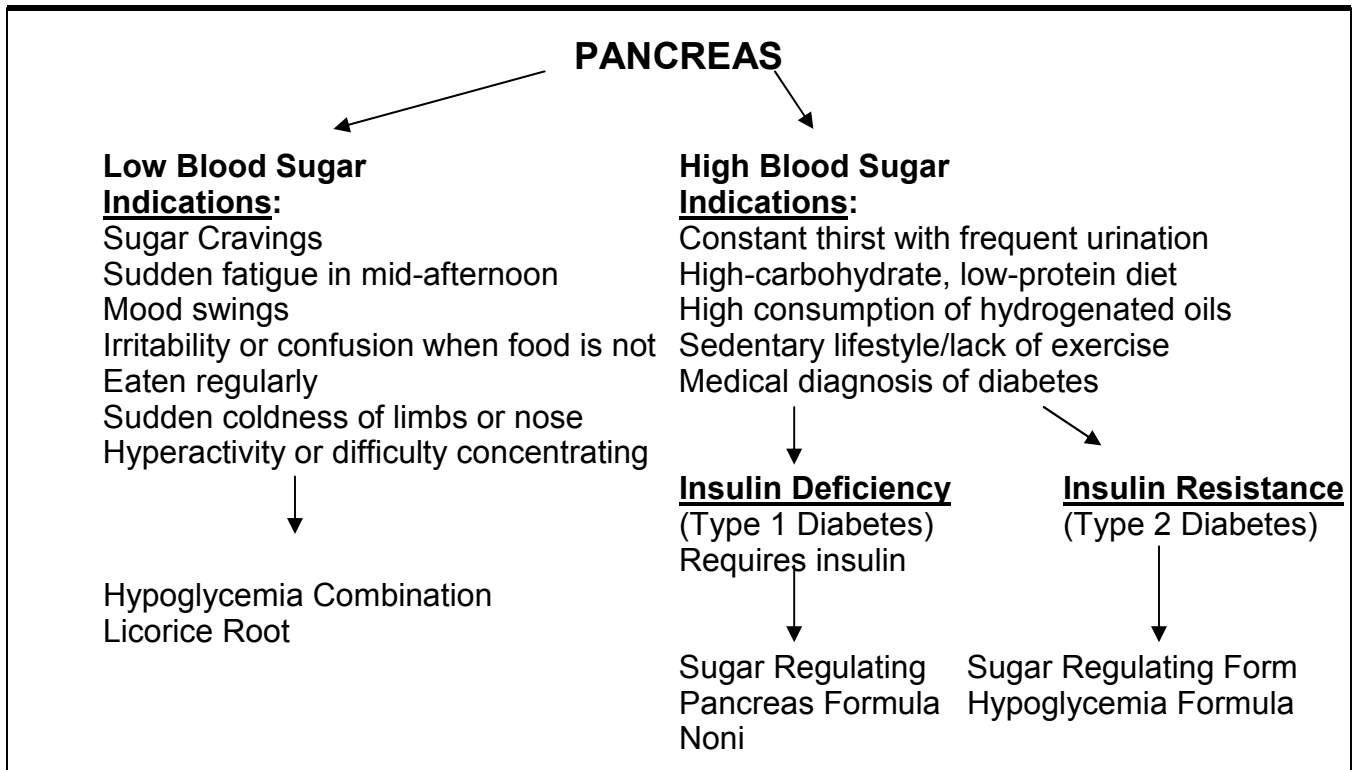 PANCREAS
Low Blood Sugar
Indications:
Sugar Cravings
Sudden fatigue in mid-afternoon
Mood swings
Irritability or confusion when food is not
Eaten regularly
Sudden coldness of limbs or nose
Hyperactivity or difficulty concentrating
Hypoglycemia Combination
Licorice Root
High Blood Sugar
Indications:
Constant thirst with frequent urination
High-carbohydrate, low-protein diet
High consumption of hydrogenated oils
Sedentary lifestyle/lack of exercise
Medical diagnosis of diabetes
Insulin Deficiency
(Type 1 Diabetes)
Requires insulin
Sugar Regulating
Pancreas Formula
Noni
Insulin Resistance
(Type 2 Diabetes)
Sugar Regulating Form
Hypoglycemia Formula